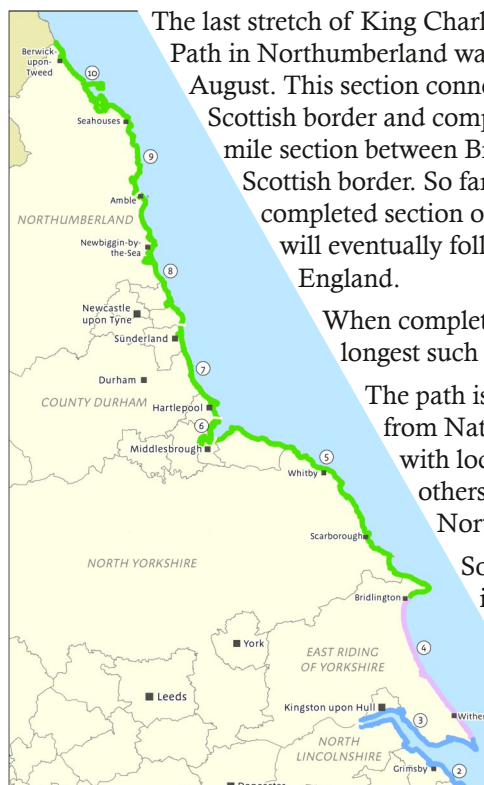 The last stretch of King Charl
Path in Northumberland wa
August. This section conne
Scottish border and comp
mile section between Br
Scottish border. So far
completed section o
will eventually foll
England.
When complet
longest such
The path is
from Nat
with loc
others
Nor
So
i
Berwick-
upon-
Tweed
10
Seahouses
9
Amble
NORTHUMBERLAND
Newbiggin-by-
the-Sea
8
Newcastle
upon Tyne
Sunderland
7
Durham
COUNTY DURHAM
Hartlepool
6
Middlesbrough
5
Whitby
Scarborough
NORTH YORKSHIRE
Bridlington
4
York
EAST RIDING
OF YORKSHIRE
Leeds
Kingston upon Hull
3
Wither
NORTH
LINCOLNSHIRE
Grimsby
2